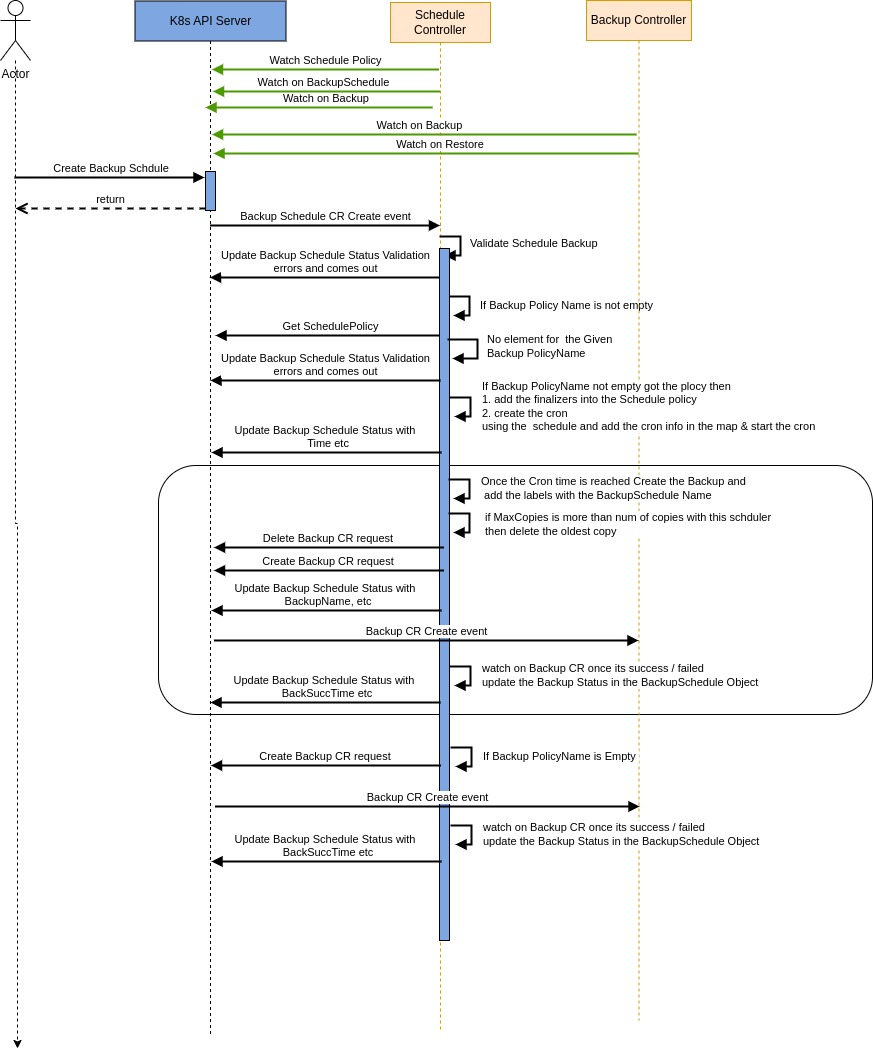 K8s API Server
Schedule
Controller
Backup Controller
Actor
Watch Schedule Policy
Watch on BackupSchedule
Watch on Backup
Watch on Backup
Watch on Restore
Create Backup Schdule
return
Backup Schedule CR Create event
Validate Schedule Backup
Update Backup Schedule Status Validation
errors and comes out
If Backup Policy Name is not empty
Get SchedulePolicy
No element for the Given
Backup PolicyName
Update Backup Schedule Status Validation
errors and comes out
If Backup PolicyName not empty got the plocy then
1. add the finalizers into the Schedule policy
2. create the cron
using the schedule and add the cron info in the map & start the cron
Update Backup Schedule Status with
Time etc
Once the Cron time is reached Create the Backup and
add the labels with the BackupSchedule Name
if MaxCopies is more than num of copies with this schduler
then delete the oldest copy
Delete Backup CR request
Create Backup CR request
Update Backup Schedule Status with
BackupName, etc
Backup CR Create event
watch on Backup CR once its success / failed
update the Backup Status in the BackupSchedule Object
Update Backup Schedule Status with
BackSuccTime etc
If Backup PolicyName is Empty
Create Backup CR request
Backup CR Create event
watch on Backup CR once its success / failed
update the Backup Status in the BackupSchedule Object
Update Backup Schedule Status with
BackSuccTime etc